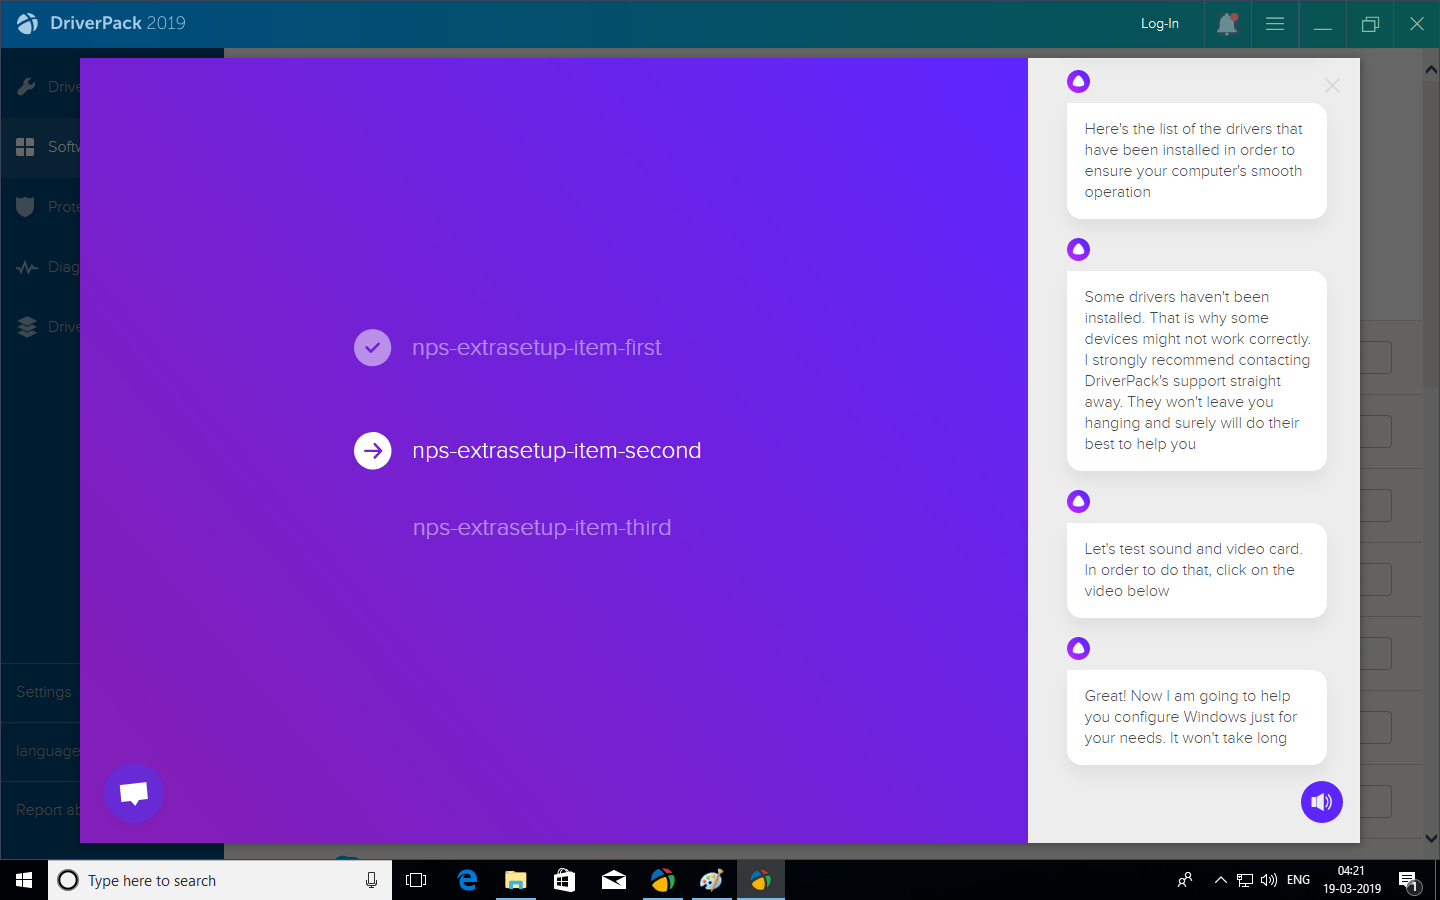 DriverPack 2019
Log-In
Drive
Softw
Prote
Diag
Drive
Settings
language
Report ab
nps-extrasetup-item-first
nps-extrasetup-item-second
nps-extrasetup-item-third
Here's the list of the drivers that
have been installed in order to
ensure your computer's smooth
operation
Some drivers haven't been
installed. That is why some
devices might not work correctly.
I strongly recommend contacting
DriverPack's support straight
away. They won't leave you
hanging and surely will do their
best to help you
Let's test sound and video card.
In order to do that, click on the
video below
Great! Now I am going to help
you configure Windows just for
your needs. It won't take long
Type here to search
ENG
04:21
19-03-2019
1